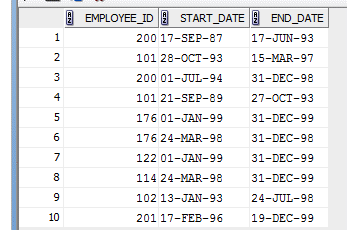 EMPLOYEE_ID START_DATE END_DATE
1 200 17-SEP-87 17-JUN-93
2 101 28-OCT-93 15-MAR-97
3 200 01-JUL-94 31-DEC-98
4 101 21-SEP-89 27-OCT-93
5 176 01-JAN-99 31-DEC-99
6 176 24-MAR-98 31-DEC-98
7 122 01-JAN-99 31-DEC-99
8 114 24-MAR-98 31-DEC-99
9 102 13-JAN-93 24-JUL-98
10 201 17-FEB-96 19-DEC-99